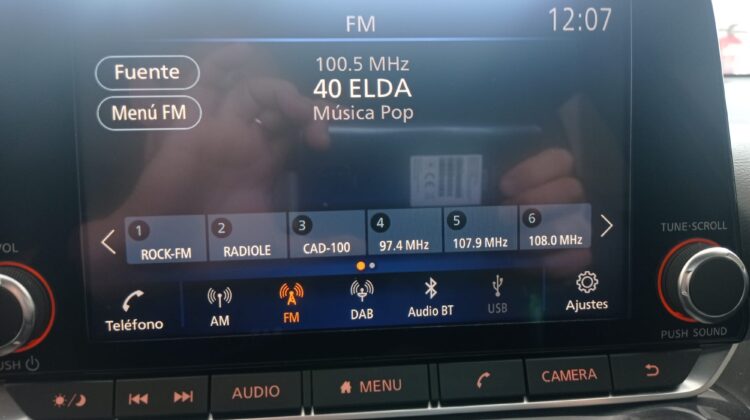 FM
12:07
Fuente
100.5 MHz
Menú FM
40 ELDA
Música Pop
1
ROCK-FM
2
RADIOLE
3
CAD-100
4
97.4 MHz
5
107.9 MHz
6
108.0 MHz
Teléfono
AM
FM
DAB
Audio BT
USB
Ajustes
VOL
PUSH
TUNE·SCROLL
PUSH SOUND
AUDIO
MENU
CAMERA